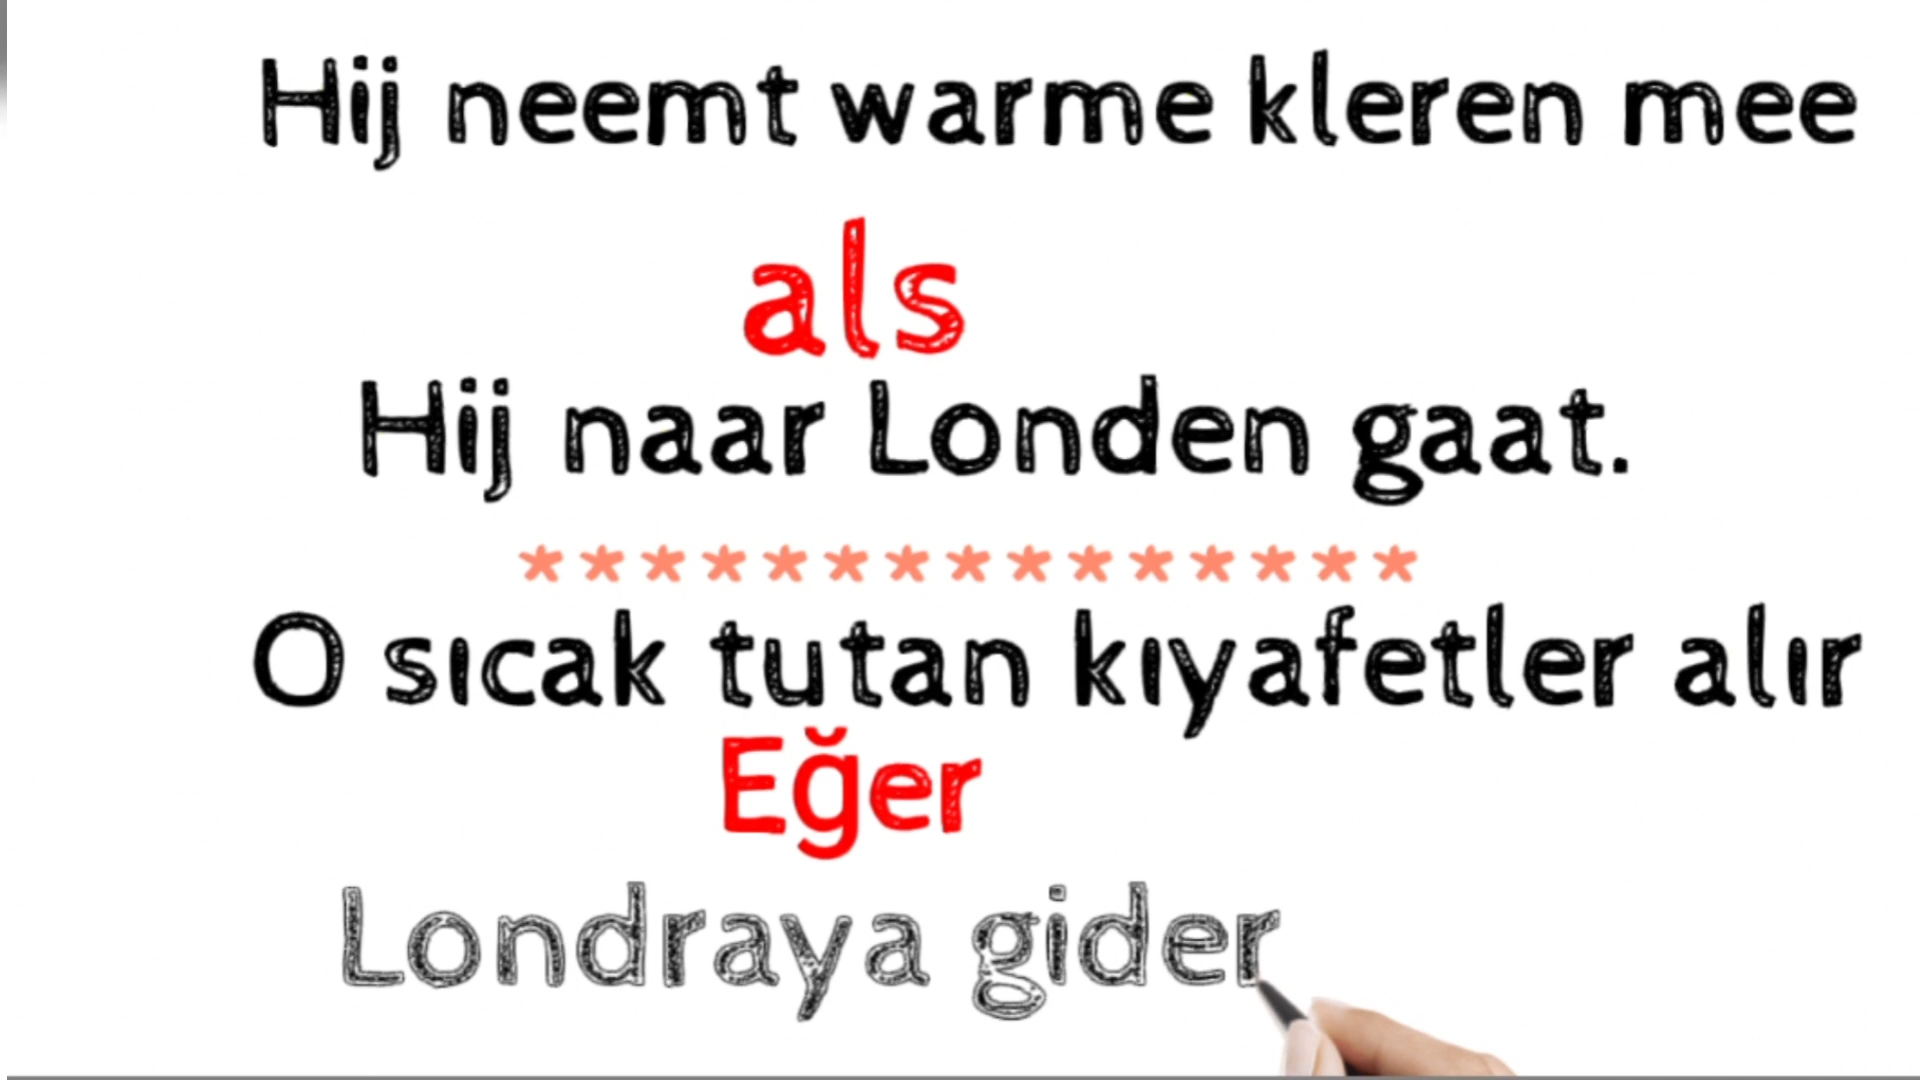 Hij neemt warme kleren mee
als
Hij naar Londen gaat.
***************
O sıcak tutan kıyafetler alır
Eğer
Londraya gider